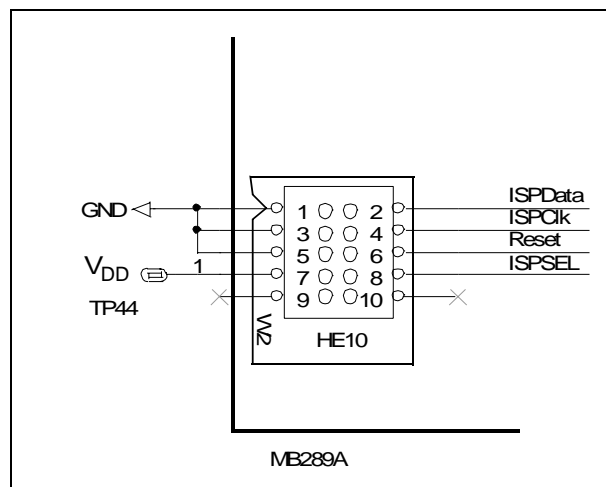 ISPData
GND 1 2 ISPClk
3 4 Reset
5 6 ISPSEL
VDD 1 7 8
TP44 9 10
W2 HE10
MB289A